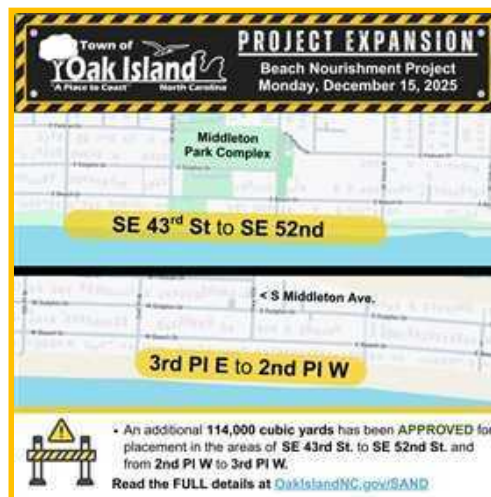 Town of
Oak Island
"A Place to Coast" North Carolina
PROJECT EXPANSION
Beach Nourishment Project
Monday, December 15, 2025
Middleton
Park Complex
SE 43rd St to SE 52nd
< S Middleton Ave.
3rd Pl E to 2nd Pl W
• An additional 114,000 cubic yards has been APPROVED for
placement in the areas of SE 43rd St. to SE 52nd St. and
from 2nd Pl W to 3rd Pl W.
Read the FULL details at OakIslandNC.gov/SAND